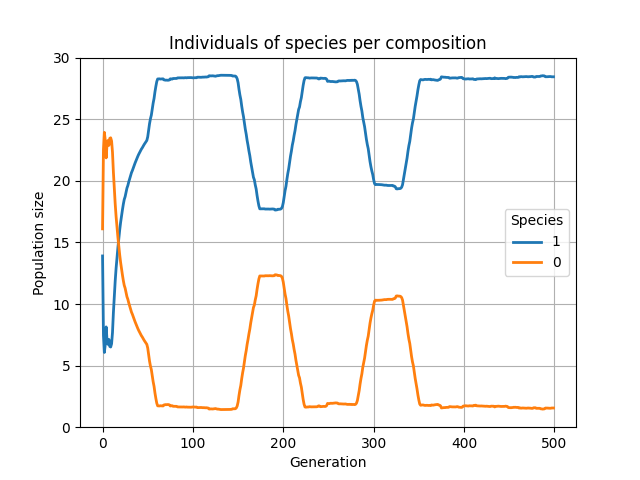 Individuals of species per composition
30
25
20
15
10
5
0
Population size
Species
1
0
0 100 200 300 400 500
Generation